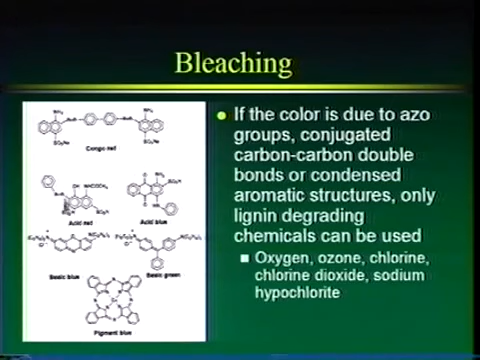 Bleaching
If the color is due to azo
groups, conjugated
carbon-carbon double
bonds or condensed
aromatic structures, only
lignin degrading
chemicals can be used
Oxygen, ozone, chlorine,
chlorine dioxide, sodium
hypochlorite
Congo red
Acid red
Acid blue
Basic blue
Basic green
Pigment blue